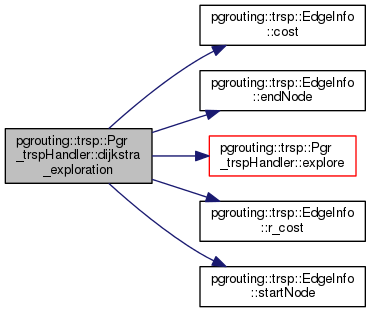 pgrouting::trsp::EdgeInfo
::cost
pgrouting::trsp::EdgeInfo
::endNode
pgrouting::trsp::Pgr
_trspHandler::dijkstra
_exploration
pgrouting::trsp::Pgr
_trspHandler::explore
pgrouting::trsp::EdgeInfo
::r_cost
pgrouting::trsp::EdgeInfo
::startNode